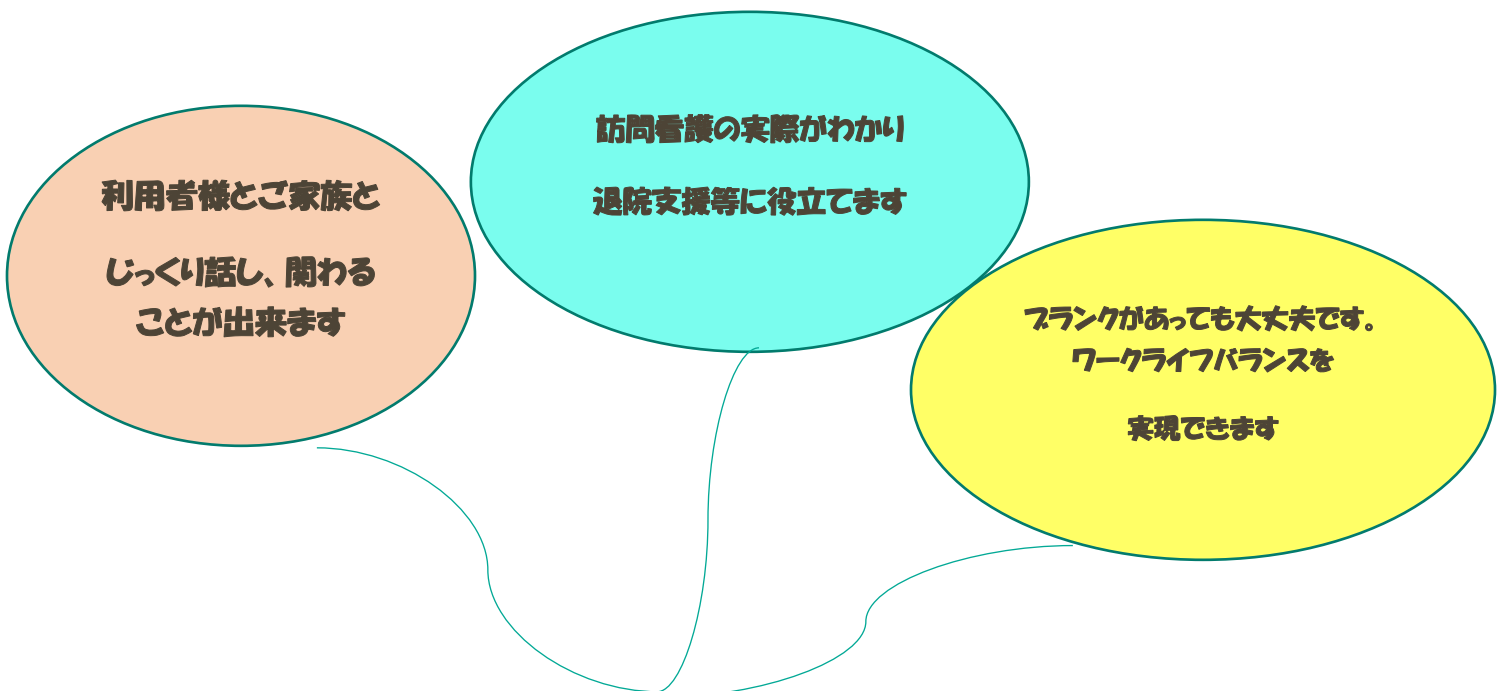 利用者様とご家族と
じっくり話し、関わる
ことが出来ます
訪問看護の実際がわかり
退院支援等に役立てます
ブランクがあっても大丈夫です。
ワークライフバランスを
実現できます